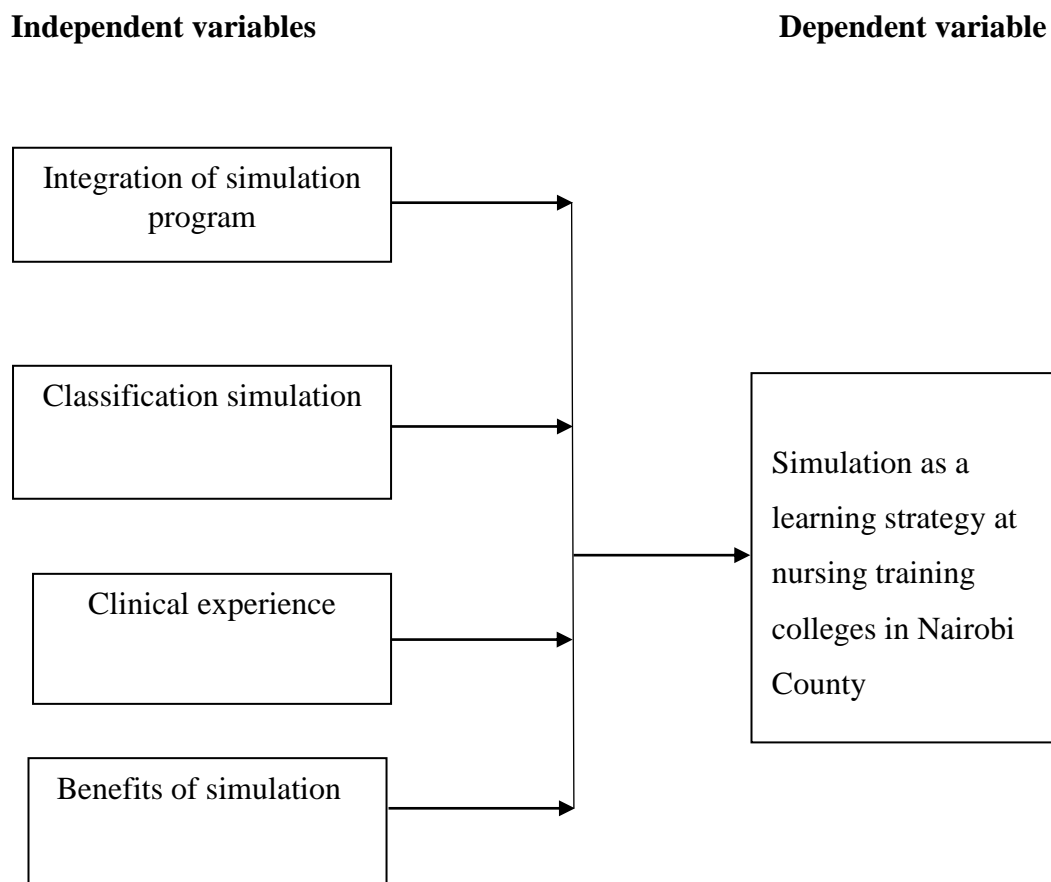 Independent variables
Dependent variable
Integration of simulation
program
Classification simulation
Clinical experience
Benefits of simulation
Simulation as a
learning strategy at
nursing training
colleges in Nairobi
County